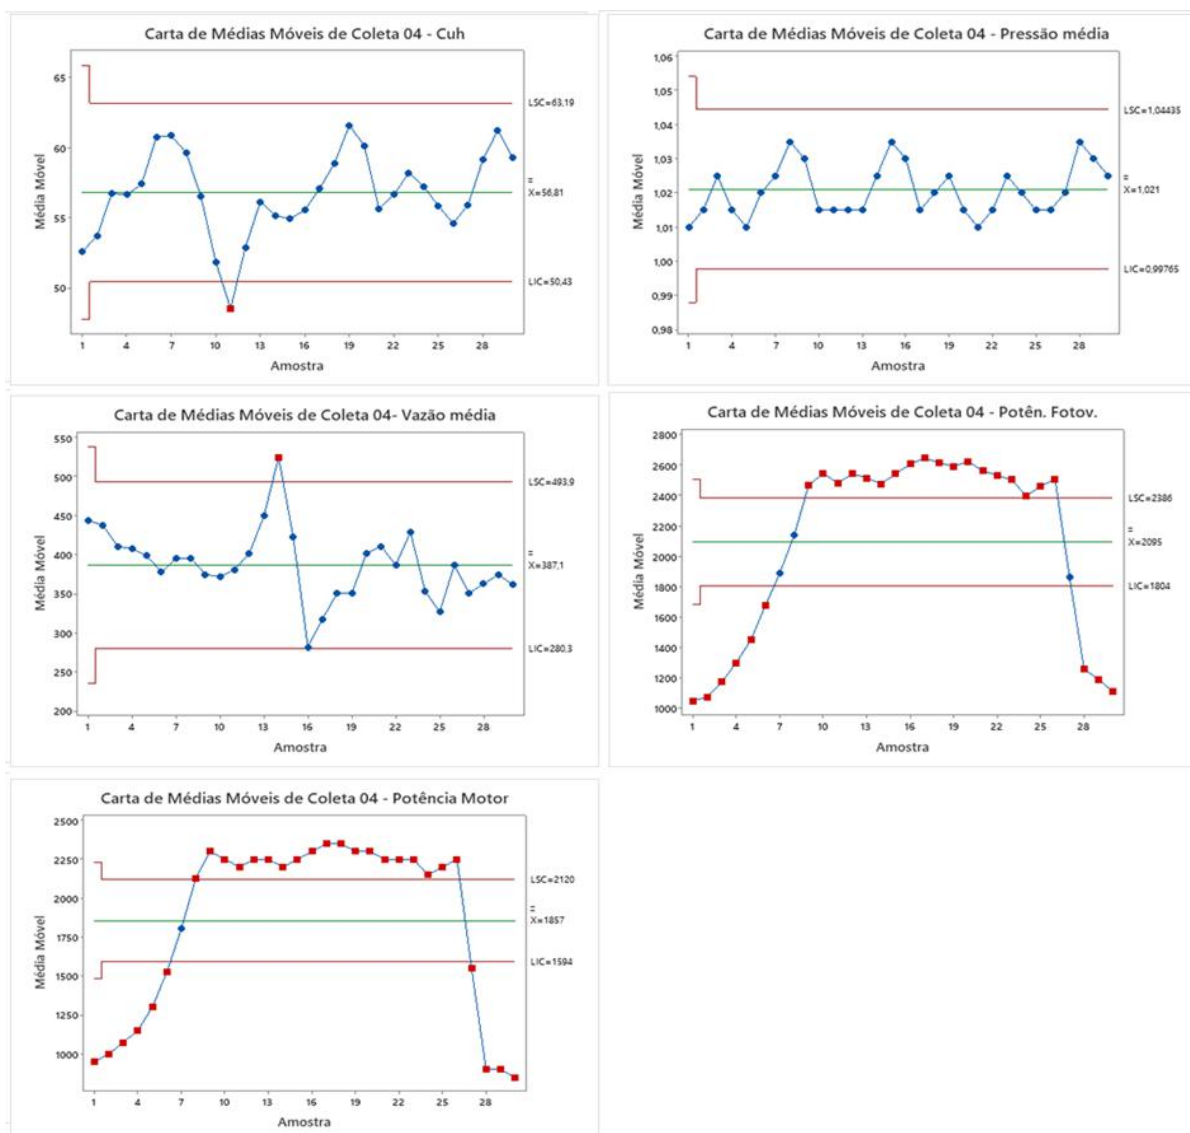 Carta de Médias Móveis de Coleta 04 - Cuh
65
60
55
50
Média Móvel
LSC=63,19
X=56,81
LIC=50,43
1 4 7 10 13 16 19 22 25 28
Amostra
Carta de Médias Móveis de Coleta 04 - Pressão média
1,06
1,05
1,04
1,03
1,02
1,01
1,00
0,99
0,98
Média Móvel
LSC=1,04435
X=1,021
LIC=0,99765
1 4 7 10 13 16 19 22 25 28
Amostra
Carta de Médias Móveis de Coleta 04- Vazão média
550
500
450
400
350
300
250
200
Média Móvel
LSC=493,9
X=387,1
LIC=280,3
1 4 7 10 13 16 19 22 25 28
Amostra
Carta de Médias Móveis de Coleta 04 - Potên. Fotov.
2800
2600
2400
2200
2000
1800
1600
1400
1200
1000
Média Móvel
LSC=2386
X=2095
LIC=1804
1 4 7 10 13 16 19 22 25 28
Amostra
Carta de Médias Móveis de Coleta 04 - Potência Motor
2500
2250
2000
1750
1500
1250
1000
Média Móvel
LSC=2120
X=1857
LIC=1594
1 4 7 10 13 16 19 22 25 28
Amostra